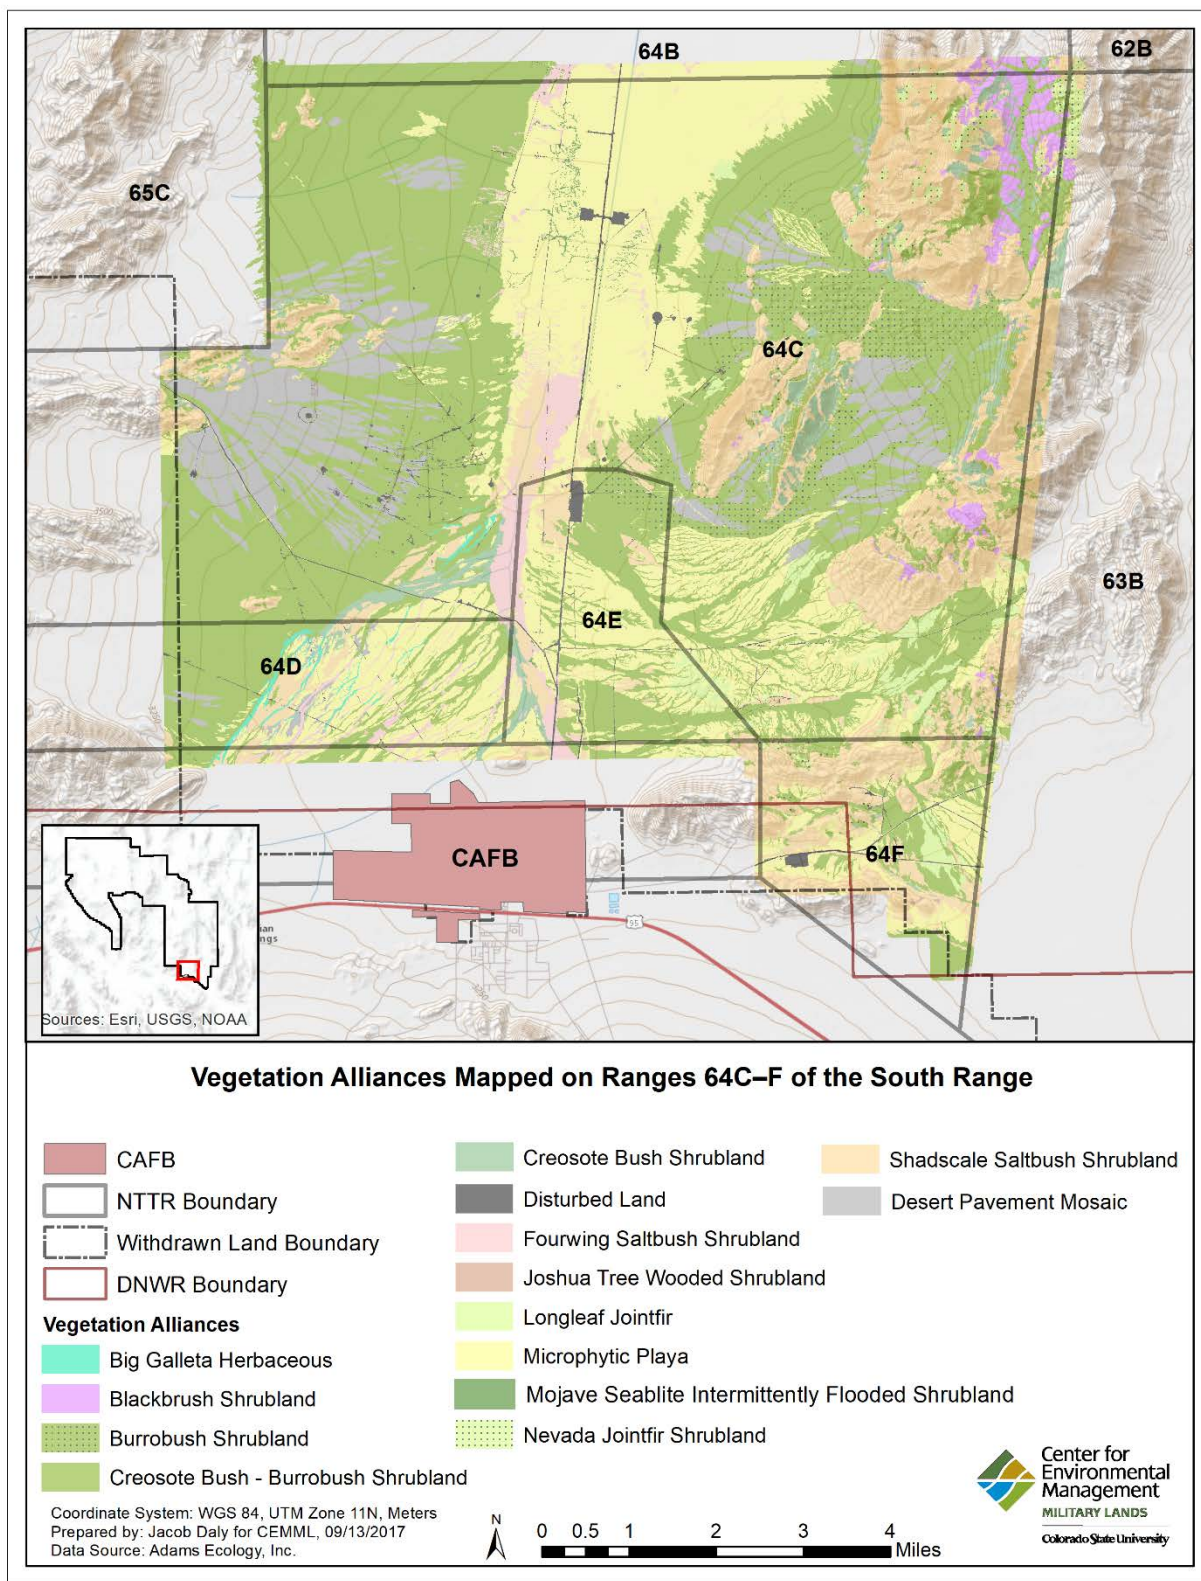 64B
62B
65C
64C
63B
64E
64D
CAFB
64F
95
3500
3250
3250
Sources: Esri, USGS, NOAA
Vegetation Alliances Mapped on Ranges 64C–F of the South Range
CAFB
NTTR Boundary
Withdrawn Land Boundary
DNWR Boundary
Vegetation Alliances
Big Galleta Herbaceous
Blackbrush Shrubland
Burrobush Shrubland
Creosote Bush - Burrobush Shrubland
Creosote Bush Shrubland
Disturbed Land
Fourwing Saltbush Shrubland
Joshua Tree Wooded Shrubland
Longleaf Jointfir
Microphytic Playa
Mojave Seablite Intermittently Flooded Shrubland
Nevada Jointfir Shrubland
Shadscale Saltbush Shrubland
Desert Pavement Mosaic
Coordinate System: WGS 84, UTM Zone 11N, Meters
Prepared by: Jacob Daly for CEMML, 09/13/2017
Data Source: Adams Ecology, Inc.
N
0 0.5 1 2 3 4
Miles
Center for
Environmental
Management
MILITARY LANDS
Colorado State University